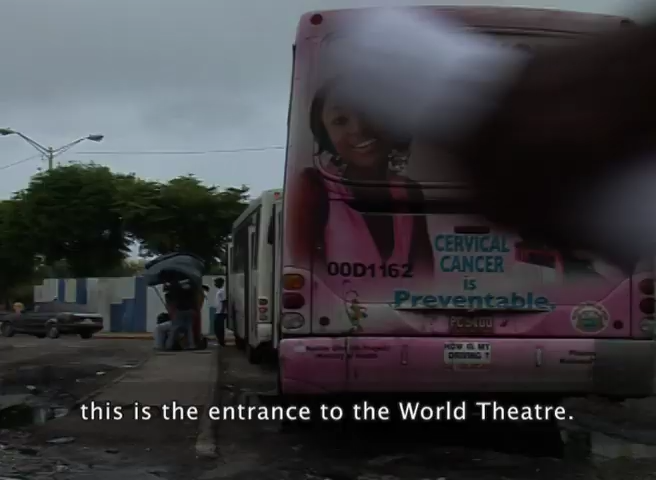 00D1162
CERVICAL
CANCER
is
Preventable
HOW IS MY
DRIVING ?
this is the entrance to the World Theatre.